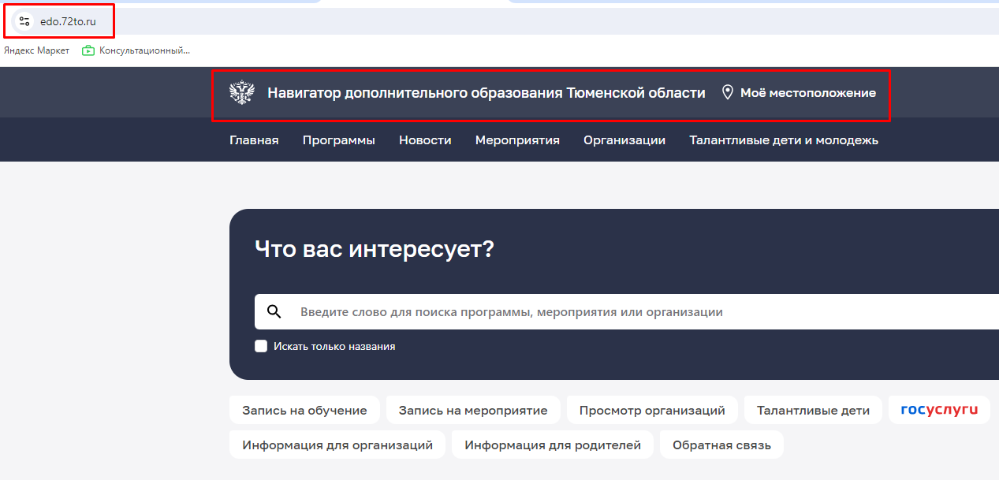 edo.72to.ru
Яндекс Маркет Консультационный...
Навигатор дополнительного образования Тюменской области Моё местоположение
Главная Программы Новости Мероприятия Организации Талантливые дети и молодежь
Что вас интересует?
Введите слово для поиска программы, мероприятия или организации
Искать только названия
Запись на обучение Запись на мероприятие Просмотр организаций Талантливые дети госуслуги
Информация для организаций Информация для родителей Обратная связь